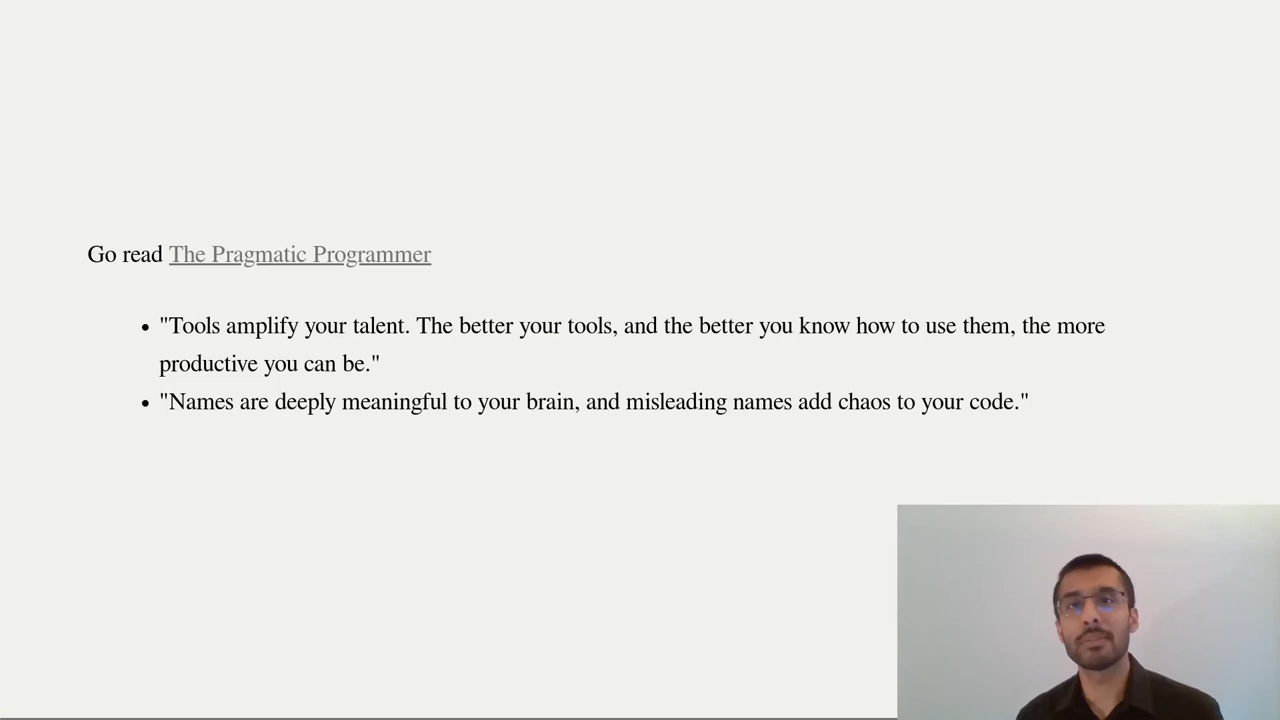 Go read The Pragmatic Programmer
• "Tools amplify your talent. The better your tools, and the better you know how to use them, the more
productive you can be."
• "Names are deeply meaningful to your brain, and misleading names add chaos to your code."